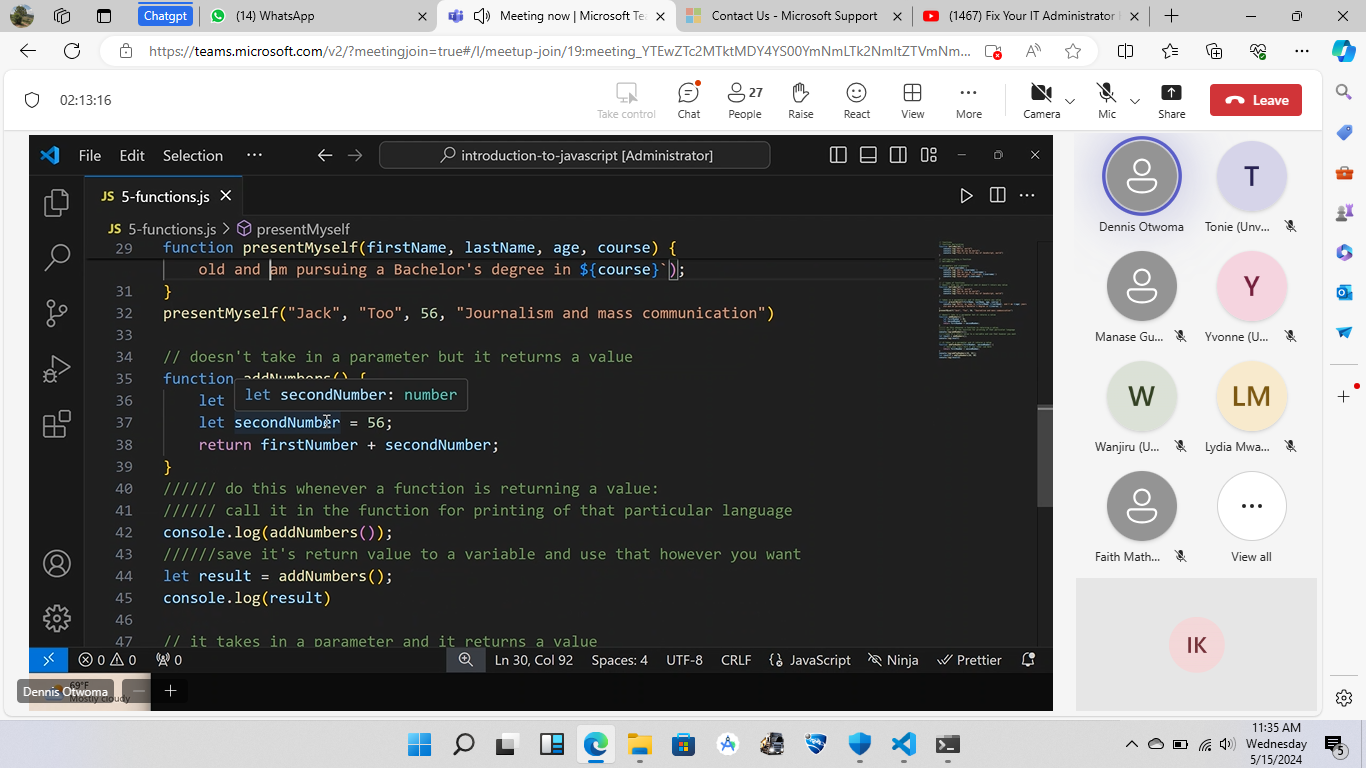 Chatgpt
(14) WhatsApp
Meeting now | Microsoft Te
Contact Us - Microsoft Support
(1467) Fix Your IT Administrator
https://teams.microsoft.com/v2/?meetingjoin=true#/l/meetup-join/19:meeting_YTEwZTc2MTktMDY4YS00YmNmLTk2NmItZTVmNm...
02:13:16
Take control
Chat
27
People
Raise
React
View
More
Camera
Mic
Share
Leave
File Edit Selection ...
introduction-to-javascript [Administrator]
JS 5-functions.js
JS 5-functions.js > presentMyself
29 function presentMyself(firstName, lastName, age, course) {
old and am pursuing a Bachelor's degree in ${course}`);
31 }
32 presentMyself("Jack", "Too", 56, "Journalism and mass communication")
33
34 // doesn't take in a parameter but it returns a value
35 function addNumbers() {
let secondNumber: number
36 let
37 let secondNumber = 56;
38 return firstNumber + secondNumber;
39 }
40 ////// do this whenever a function is returning a value:
41 ////// call it in the function for printing of that particular language
42 console.log(addNumbers());
43 //////save it's return value to a variable and use that however you want
44 let result = addNumbers();
45 console.log(result)
46
47 // it takes in a parameter and it returns a value
0 0 0
Ln 30, Col 92 Spaces: 4 UTF-8 CRLF {} JavaScript Ninja Prettier
Dennis Otwoma
69°F
Mostly cloudy
Dennis Otwoma
T
Tonie (Unv...
Manase Gu...
Y
Yvonne (U...
W
Wanjiru (U...
LM
Lydia Mwa...
Faith Math...
View all
IK
11:35 AM
Wednesday
5/15/2024
5